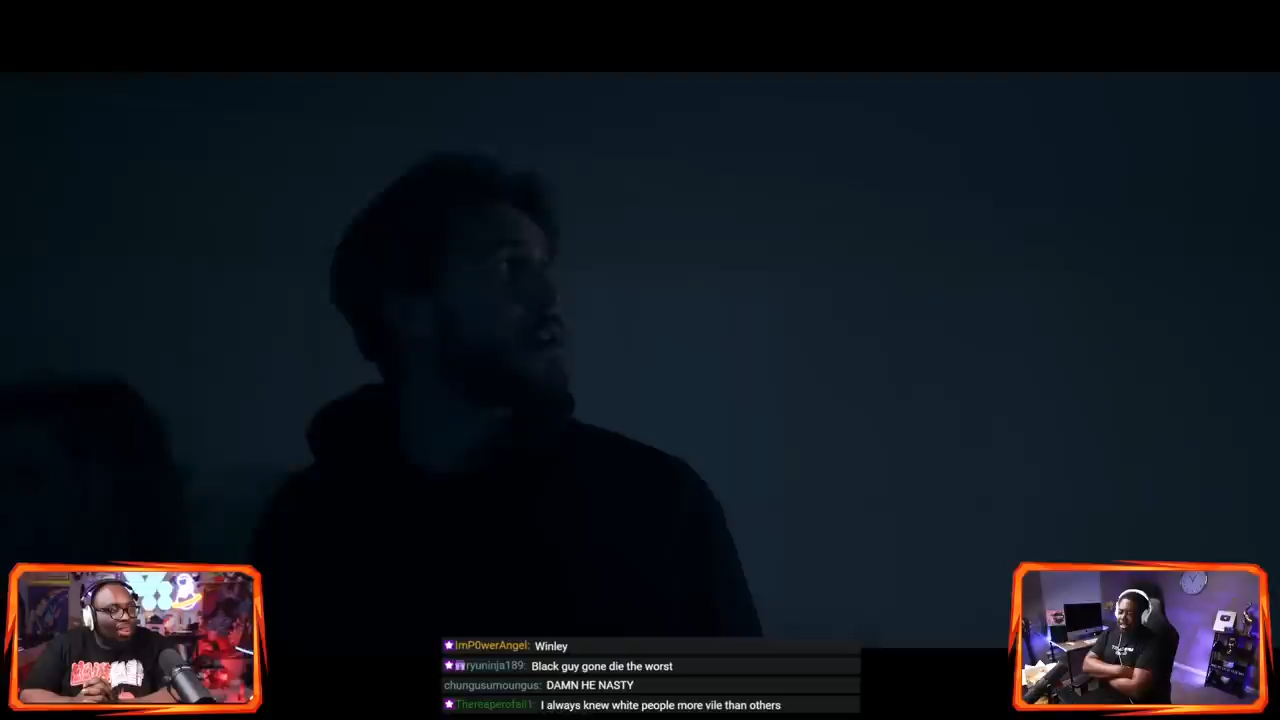 ImP0werAngel: Winley
ryuninja189: Black guy gone die the worst
chungusumoungus: DAMN HE NASTY
I always knew white people more vile than others